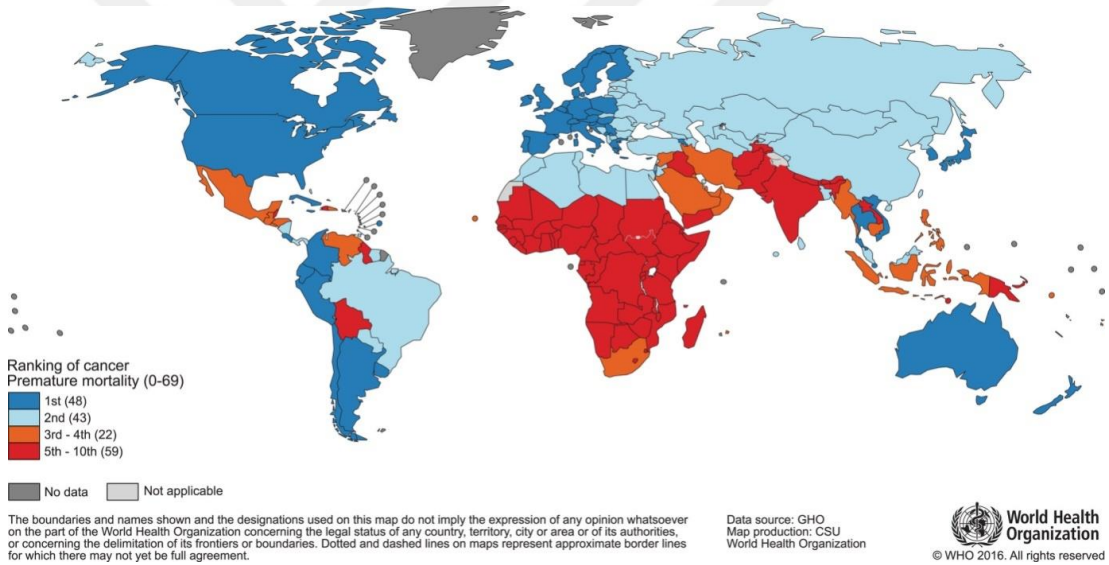 Ranking of cancer
Premature mortality (0-69)
1st (48)
2nd (43)
3rd - 4th (22)
5th - 10th (59)
No data
Not applicable
The boundaries and names shown and the designations used on this map do not imply the expression of any opinion whatsoever
on the part of the World Health Organization concerning the legal status of any country, territory, city or area or of its authorities,
or concerning the delimitation of its frontiers or boundaries. Dotted and dashed lines on maps represent approximate border lines
for which there may not yet be full agreement.
Data source: GHO
Map production: CSU
World Health Organization
World Health
Organization
© WHO 2016. All rights reserved